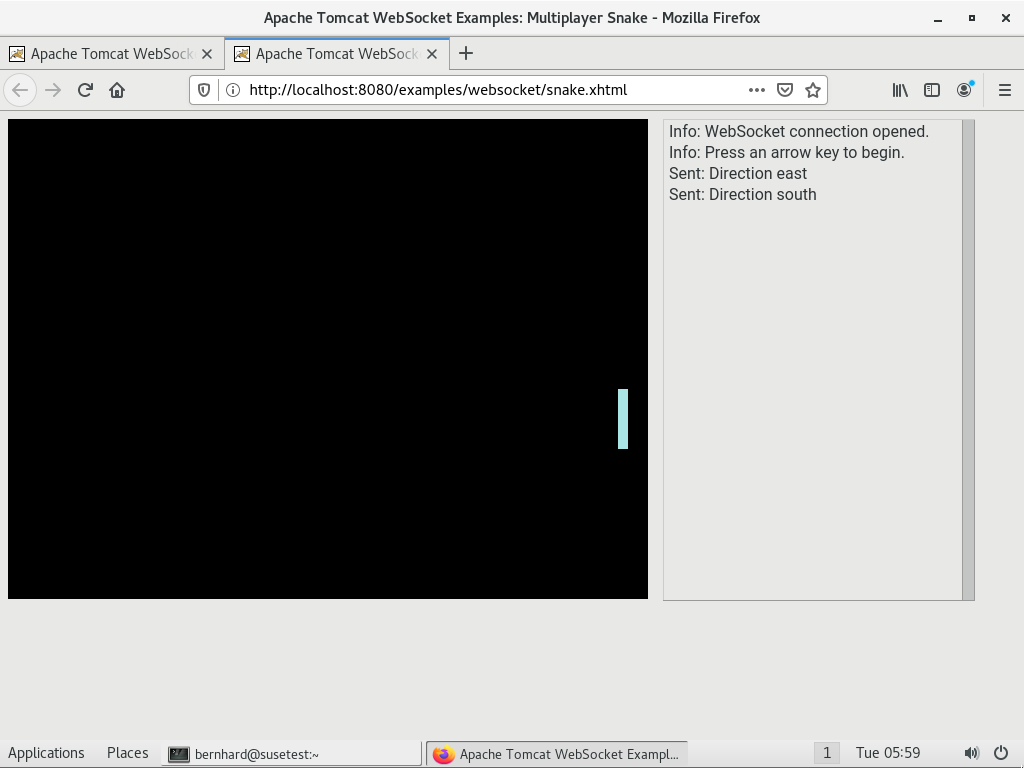 Apache Tomcat WebSocket Examples: Multiplayer Snake - Mozilla Firefox
Apache Tomcat WebSock
Apache Tomcat WebSock
http://localhost:8080/examples/websocket/snake.xhtml
Info: WebSocket connection opened.
Info: Press an arrow key to begin.
Sent: Direction east
Sent: Direction south
Applications Places bernhard@susetest:~ Apache Tomcat WebSocket Exampl... 1 Tue 05:59